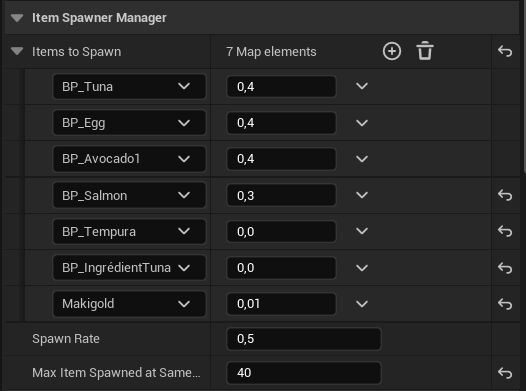 Item Spawner Manager
Items to Spawn 7 Map elements
BP_Tuna 0,4
BP_Egg 0,4
BP_Avocado1 0,4
BP_Salmon 0,3
BP_Tempura 0,0
BP_IngrédientTuna 0,0
Makigold 0,01
Spawn Rate 0,5
Max Item Spawned at Same... 40